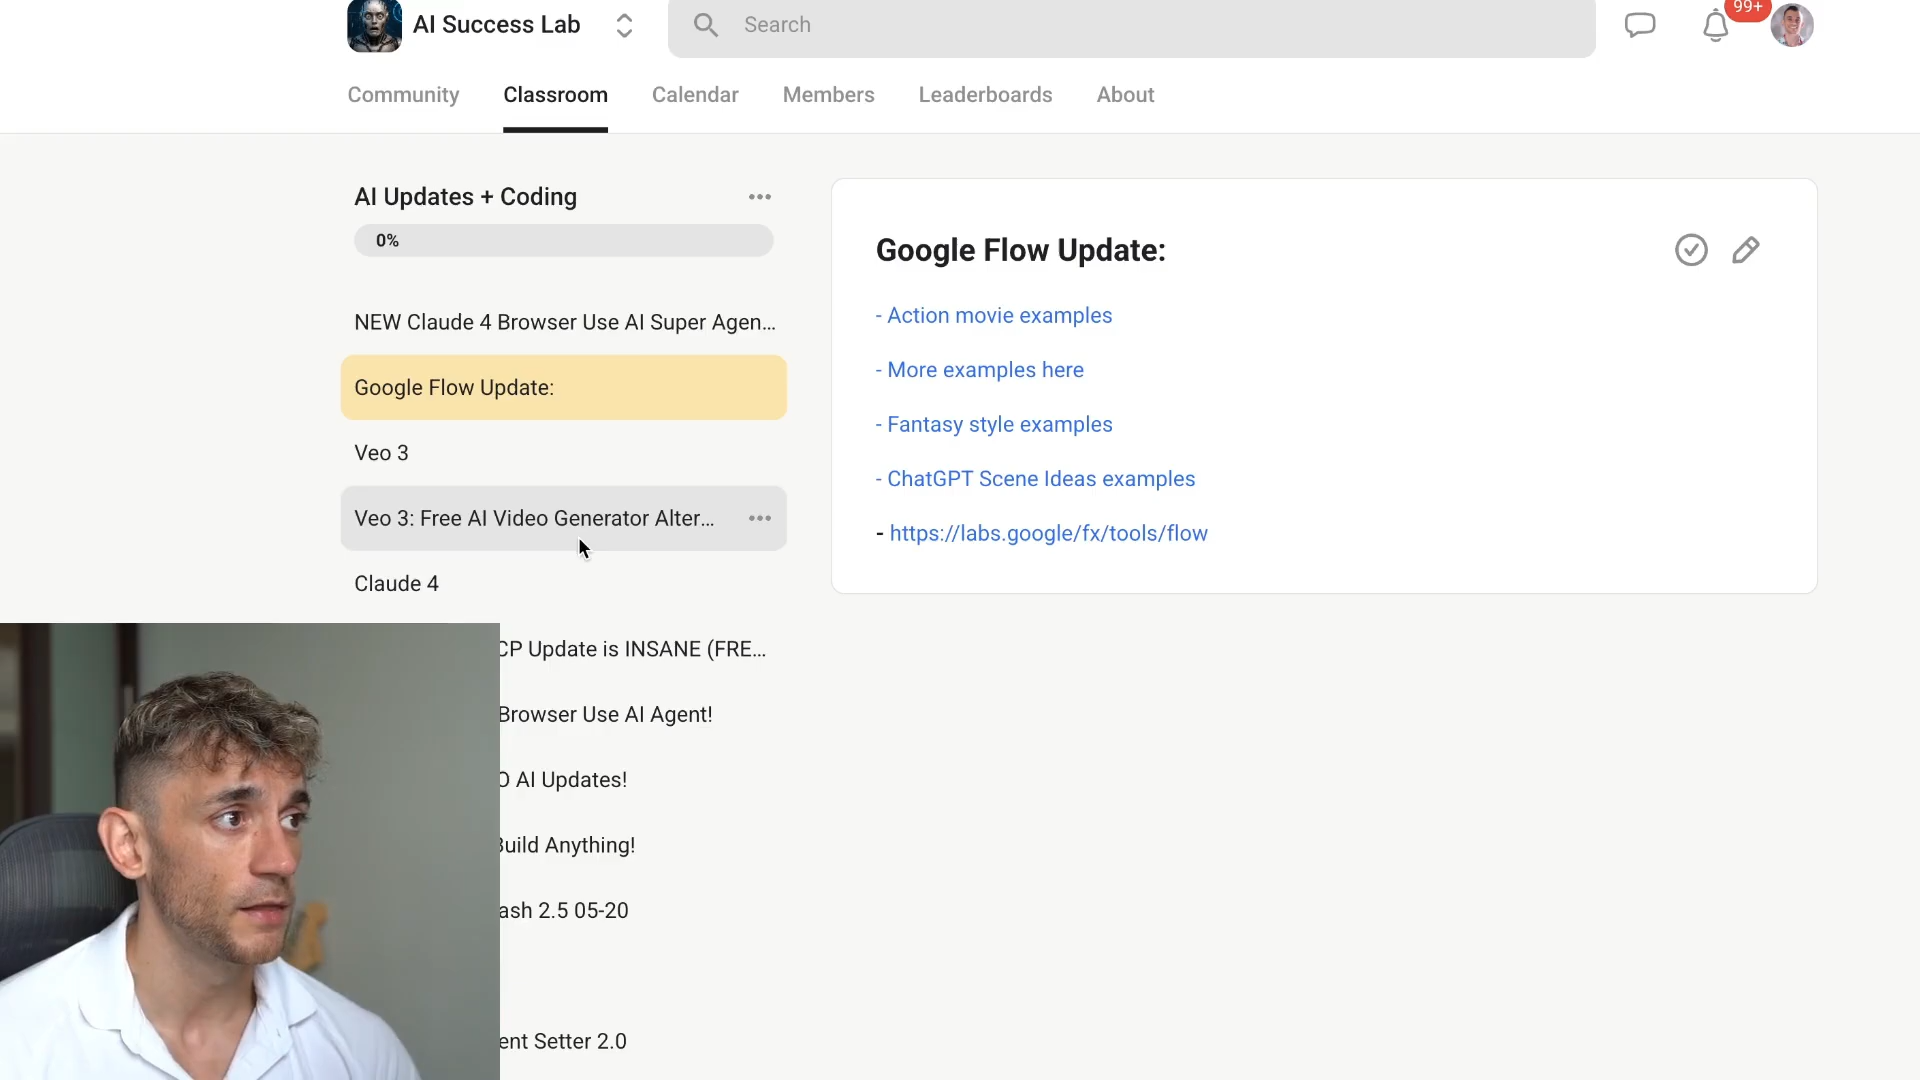 AI Success Lab
Search
99+
Community Classroom Calendar Members Leaderboards About
AI Updates + Coding
0%
NEW Claude 4 Browser Use AI Super Agen...
Google Flow Update:
Veo 3
Veo 3: Free AI Video Generator Alter...
Claude 4
CP Update is INSANE (FRE...
Browser Use AI Agent!
O AI Updates!
Build Anything!
ash 2.5 05-20
ent Setter 2.0
Google Flow Update:
- Action movie examples
- More examples here
- Fantasy style examples
- ChatGPT Scene Ideas examples
- https://labs.google/fx/tools/flow